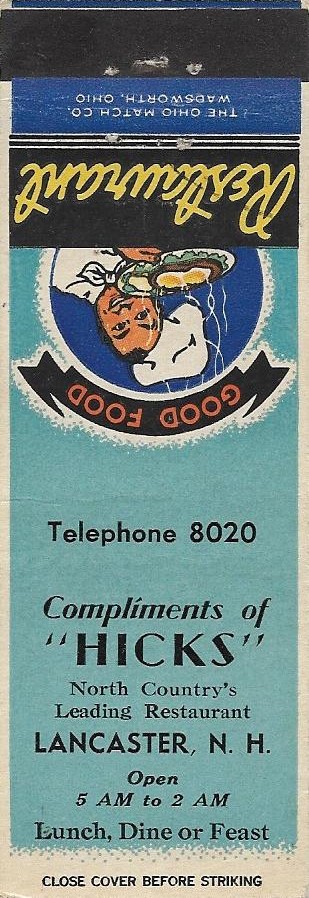 THE OHIO MATCH CO.
WADSWORTH, OHIO
Restaurant
GOOD FOOD
Telephone 8020
Compliments of
"HICKS"
North Country's
Leading Restaurant
LANCASTER, N. H.
Open
5 AM to 2 AM
Lunch, Dine or Feast
CLOSE COVER BEFORE STRIKING